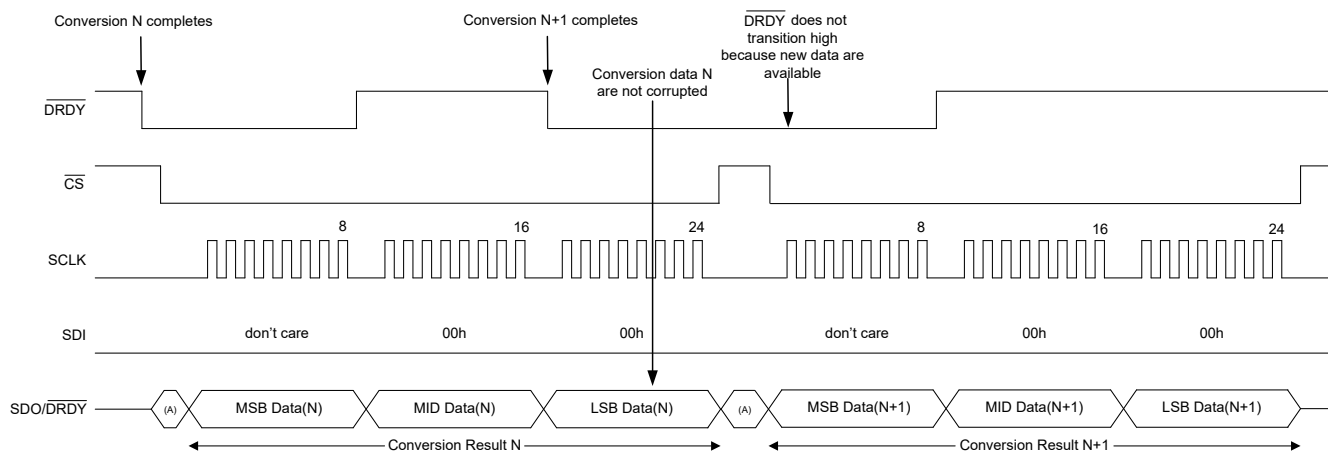 Conversion N completes
Conversion N+1 completes
DRDY does not
transition high
because new data are
available
Conversion data N
are not corrupted
DRDY
CS
8
16
24
8
16
24
SCLK
SDI
don't care
00h
00h
don't care
00h
00h
SDO/DRDY
(A)
MSB Data(N)
MID Data(N)
LSB Data(N)
(A)
MSB Data(N+1)
MID Data(N+1)
LSB Data(N+1)
Conversion Result N
Conversion Result N+1